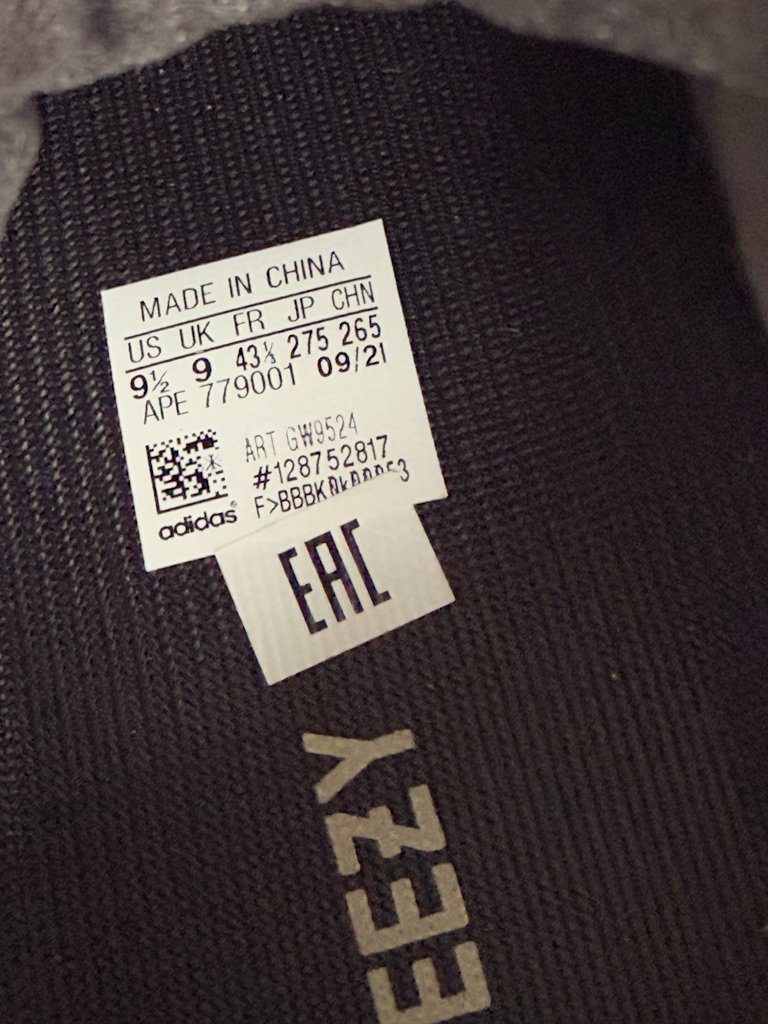 MADE IN CHINA
US UK FR JP CHN
9½ 9 43⅓ 275 265
APE 779001 09/21
ART GW9524
#128752817
adidas®
EAC
YZEE